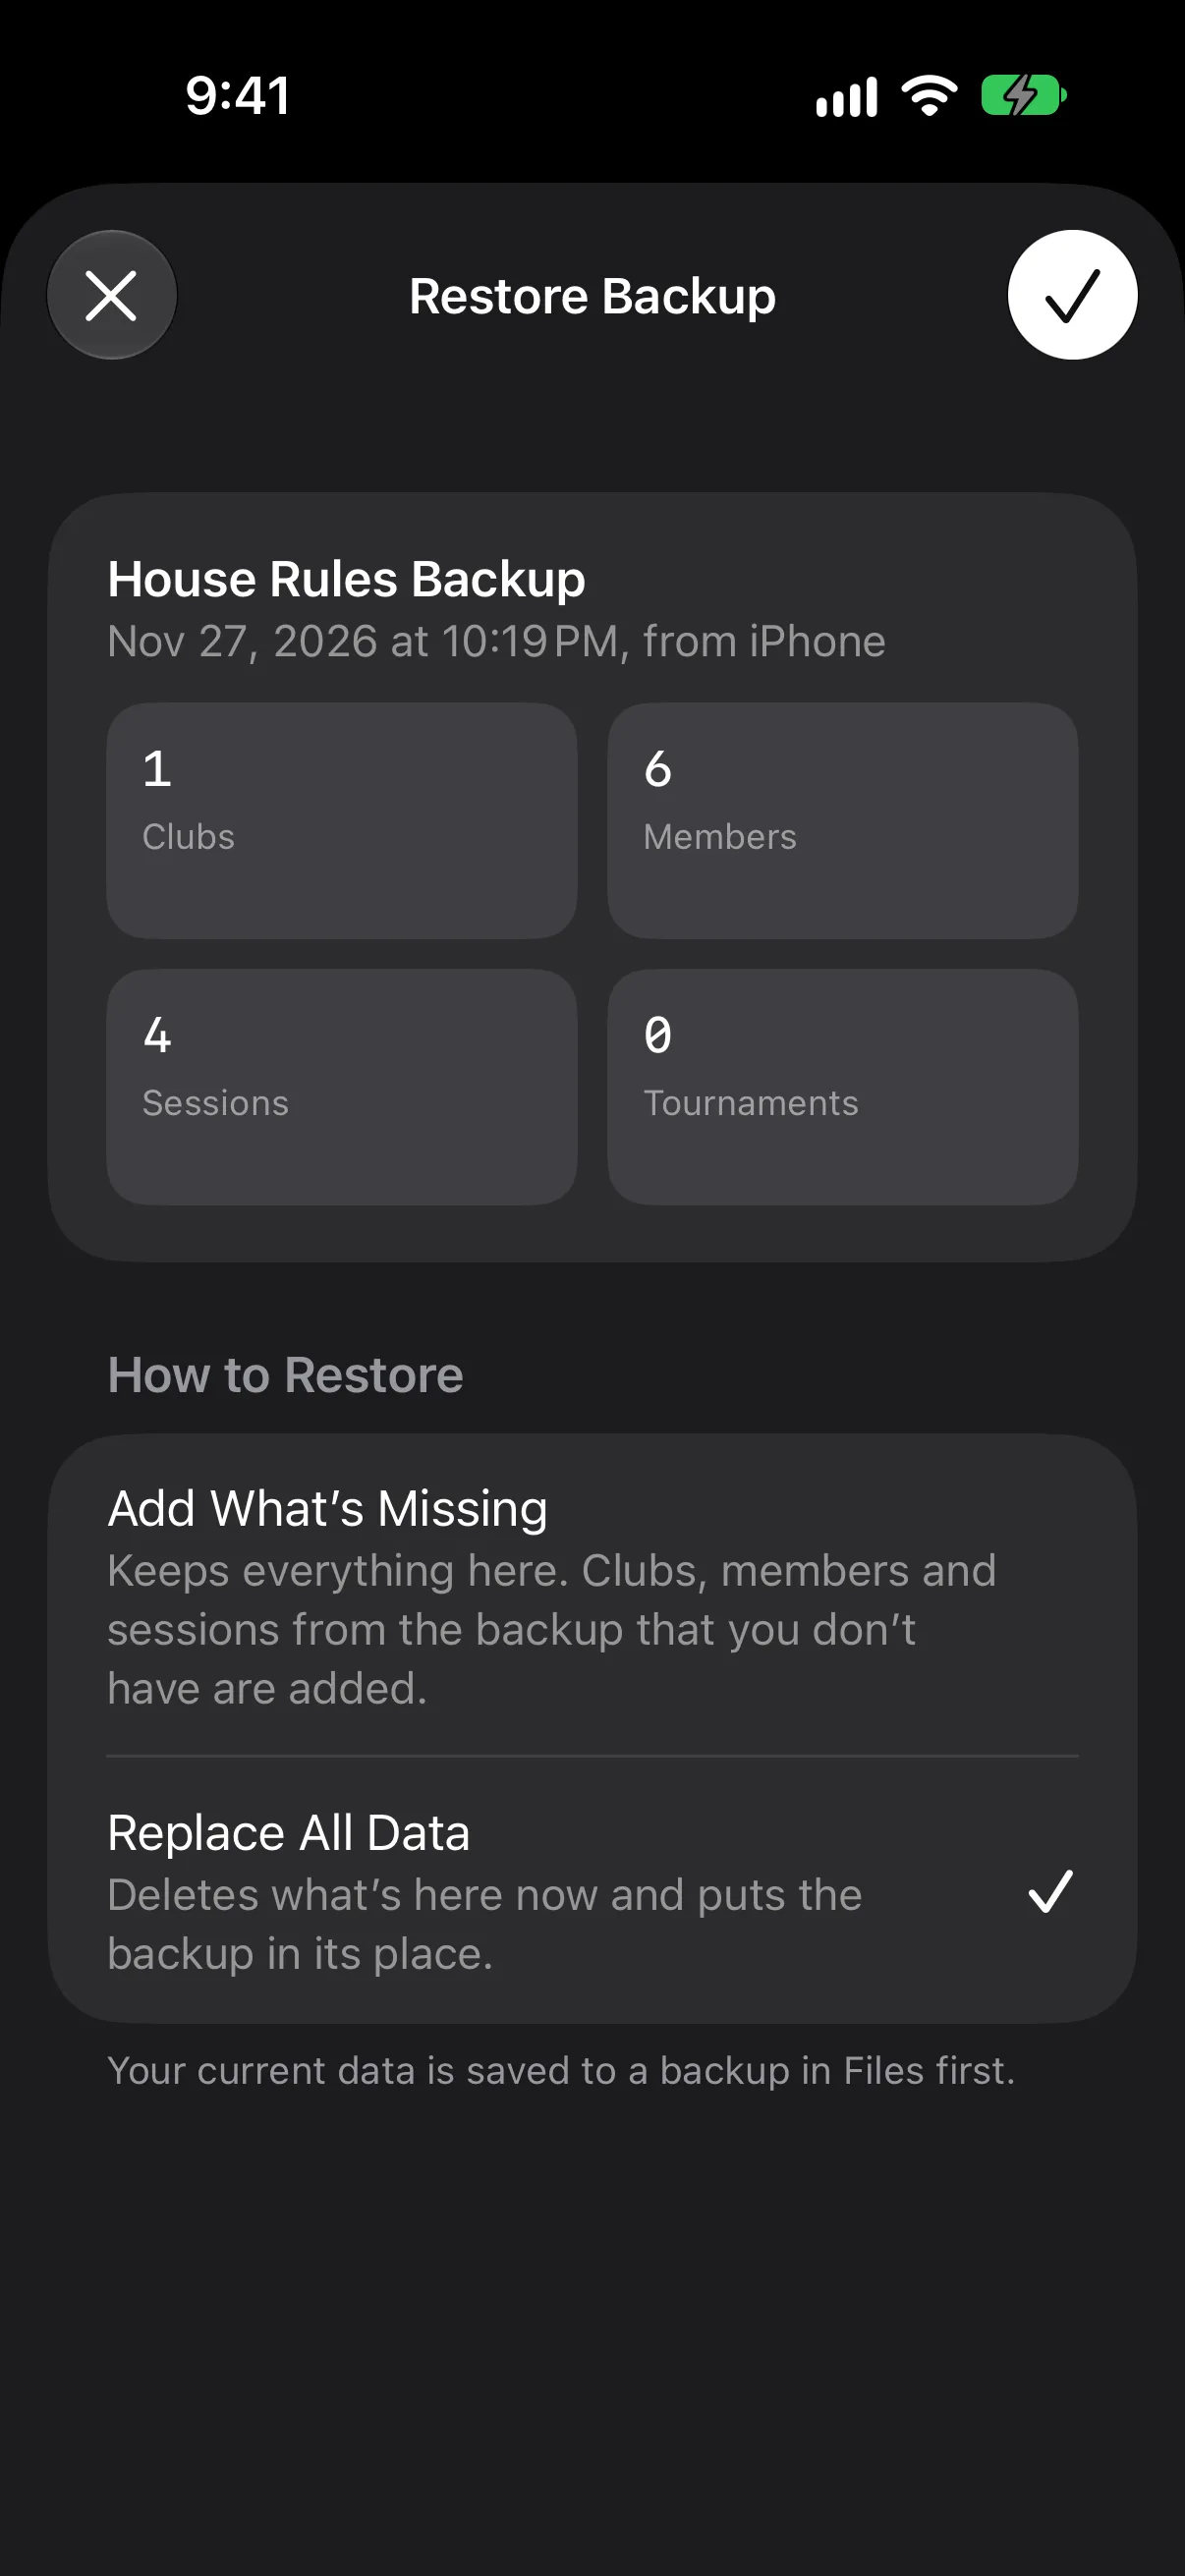 9:41
Restore Backup
House Rules Backup
Nov 27, 2026 at 10:19 PM, from iPhone
1
Clubs
6
Members
4
Sessions
0
Tournaments
How to Restore
Add What’s Missing
Keeps everything here. Clubs, members and
sessions from the backup that you don’t
have are added.
Replace All Data
Deletes what’s here now and puts the
backup in its place.
Your current data is saved to a backup in Files first.